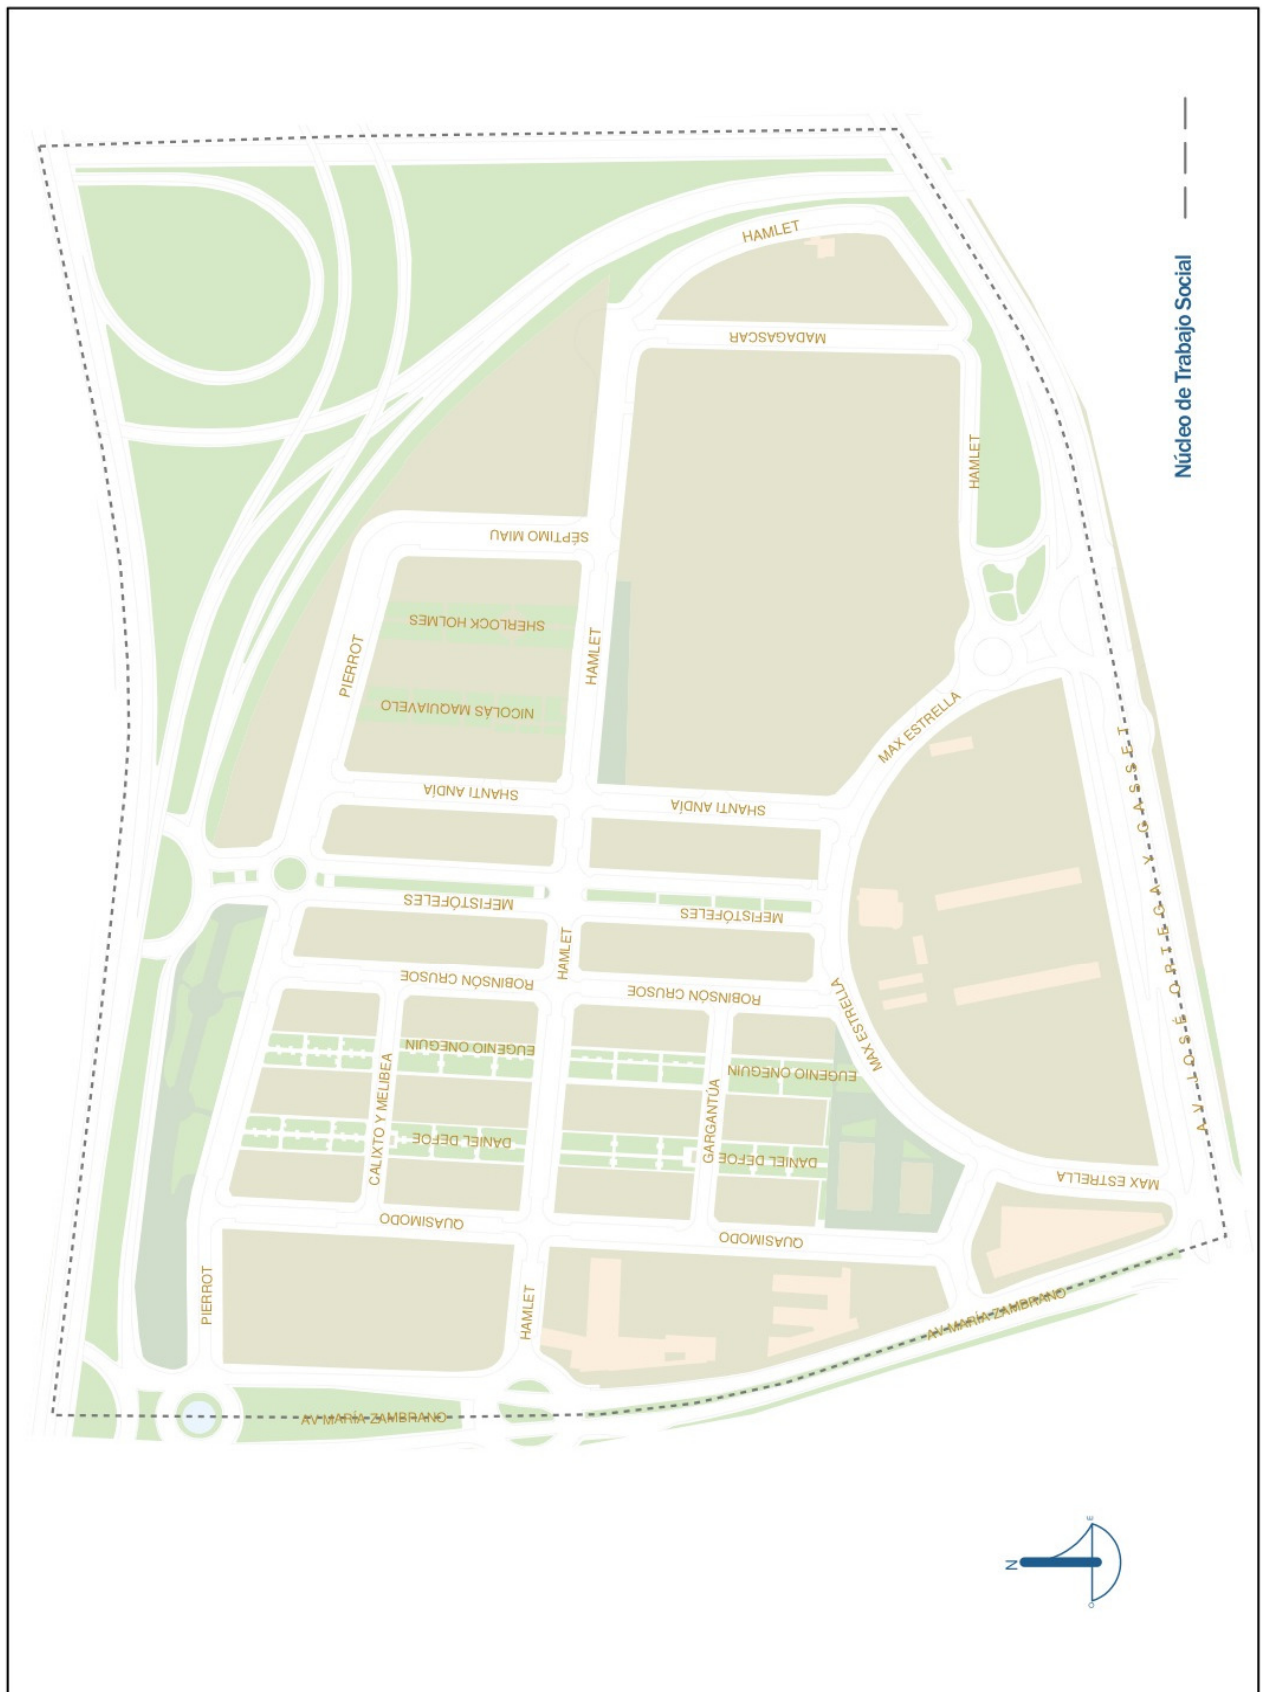 HAMLET
MADAGASCAR
Núcleo de Trabajo Social
HAMLET
SÉPTIMO MIAU
SHERLOCK HOLMES
PIERROT
HAMLET
NICOLÁS MAQUIAVELO
MAX ESTRELLA
SHANTI ANDÍA
SHANTI ANDÍA
AV JOSÉ ORTEGA Y GASSET
MEFISTÓFELES
MEFISTÓFELES
HAMLET
ROBINSÓN CRUSOE
ROBINSÓN CRUSOE
MAX ESTRELLA
EUGENIO ONEGUIN
EUGENIO ONEGUIN
CALIXTO Y MELIBEA
GARGANTÚA
DANIEL DEFOE
DANIEL DEFOE
MAX ESTRELLA
QUASIMODO
QUASIMODO
PIERROT
HAMLET
AV MARÍA ZAMBRANO
AV MARÍA ZAMBRANO
N
E
O